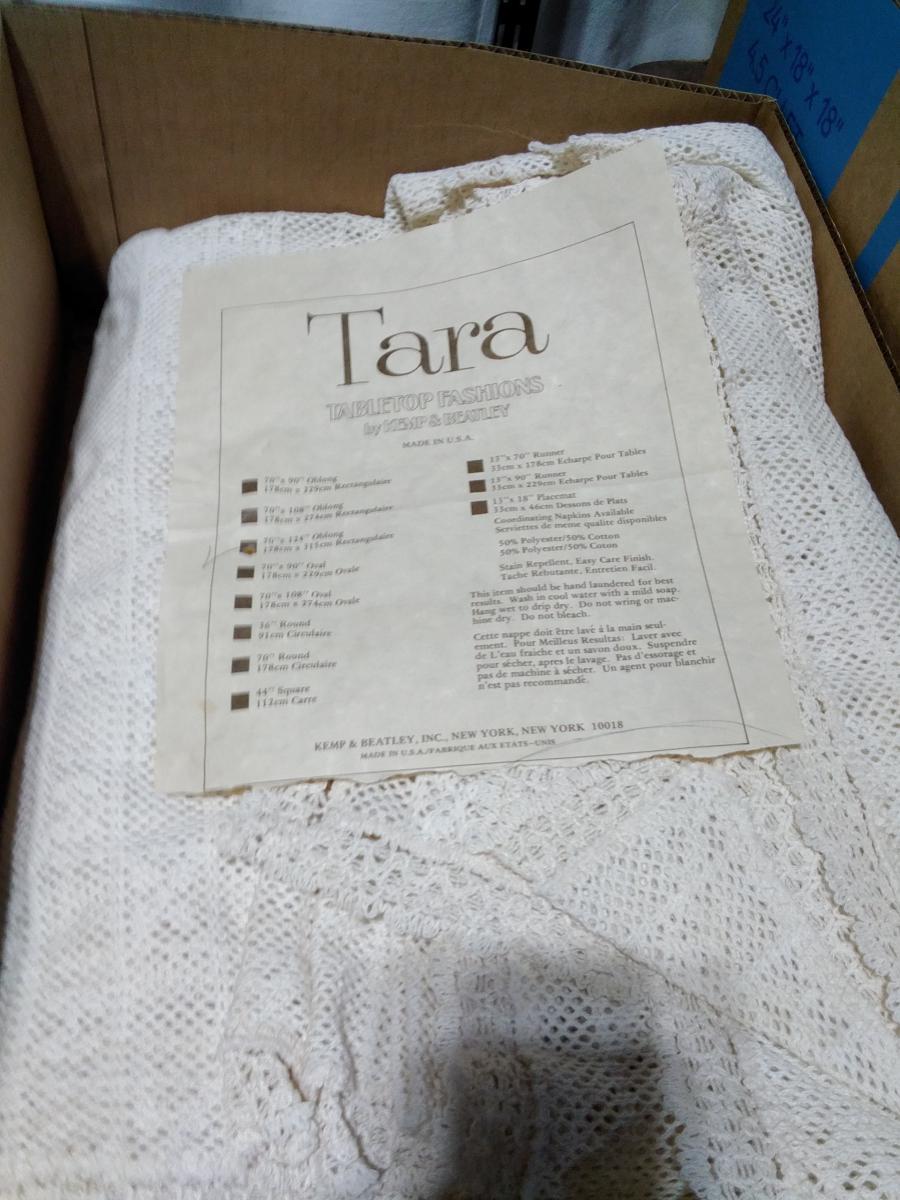 24" x 18" x 18"
4.5
Tara
TABLETOP FASHIONS
by KEMP & BEATLEY
MADE IN U.S.A.
70" x 90" Oblong
178cm x 229cm Rectangulaire
70" x 108" Oblong
178cm x 274cm Rectangulaire
70" x 124" Oblong
178cm x 315cm Rectangulaire
70" x 90" Oval
178cm x 229cm Ovale
70" x 108" Oval
178cm x 274cm Ovale
36" Round
91cm Circulaire
70" Round
178cm Circulaire
44" Square
112cm Carre
13" x 70" Runner
33cm x 178cm Echarpe Pour Tables
13" x 90" Runner
33cm x 229cm Echarpe Pour Tables
13" x 18" Placemat
33cm x 46cm Dessons de Plats
Coordinating Napkins Available
Serviettes de meme qualite disponibles
50% Polyester/50% Cotton
50% Polyester/50% Coton
Stain Repellent, Easy Care Finish.
Tache Rebutante, Entretien Facil.
This item should be hand laundered for best
results. Wash in cool water with a mild soap.
Hang wet to drip dry. Do not wring or mac-
hine dry. Do not bleach.
Cette nappe doit être lavé à la main seul-
ement. Pour Meilleus Resultas: Laver avec
de L'eau fraiche et un savon doux. Suspendre
pour sécher, apres le lavage. Pas d'essorage et
pas de machine à sécher. Un agent pour blanchir
n'est pas recommandé.
KEMP & BEATLEY, INC., NEW YORK, NEW YORK 10018
MADE IN U.S.A./FABRIQUE AUX ETATS-UNIS